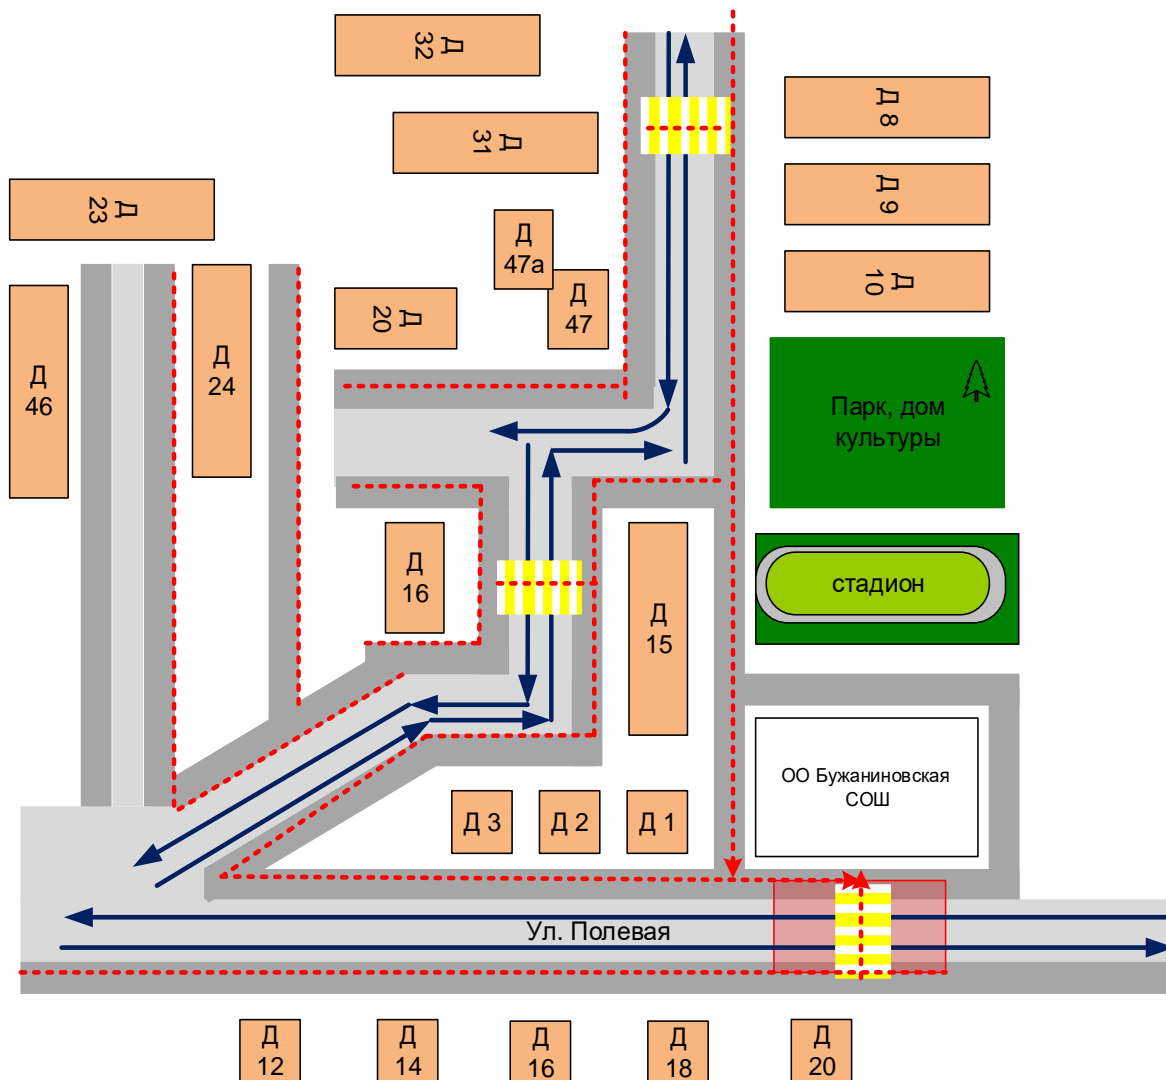 Д
32
Д 8
Д
31
Д 9
Д
23
Д
47а
Д
10
Д
47
Д
20
Д
46
Д
24
Парк, дом
культуры
Д
16
стадион
Д
15
ОО Бужаниновская
СОШ
Д 3
Д 2
Д 1
Ул. Полевая
Д
12
Д
14
Д
16
Д
18
Д
20